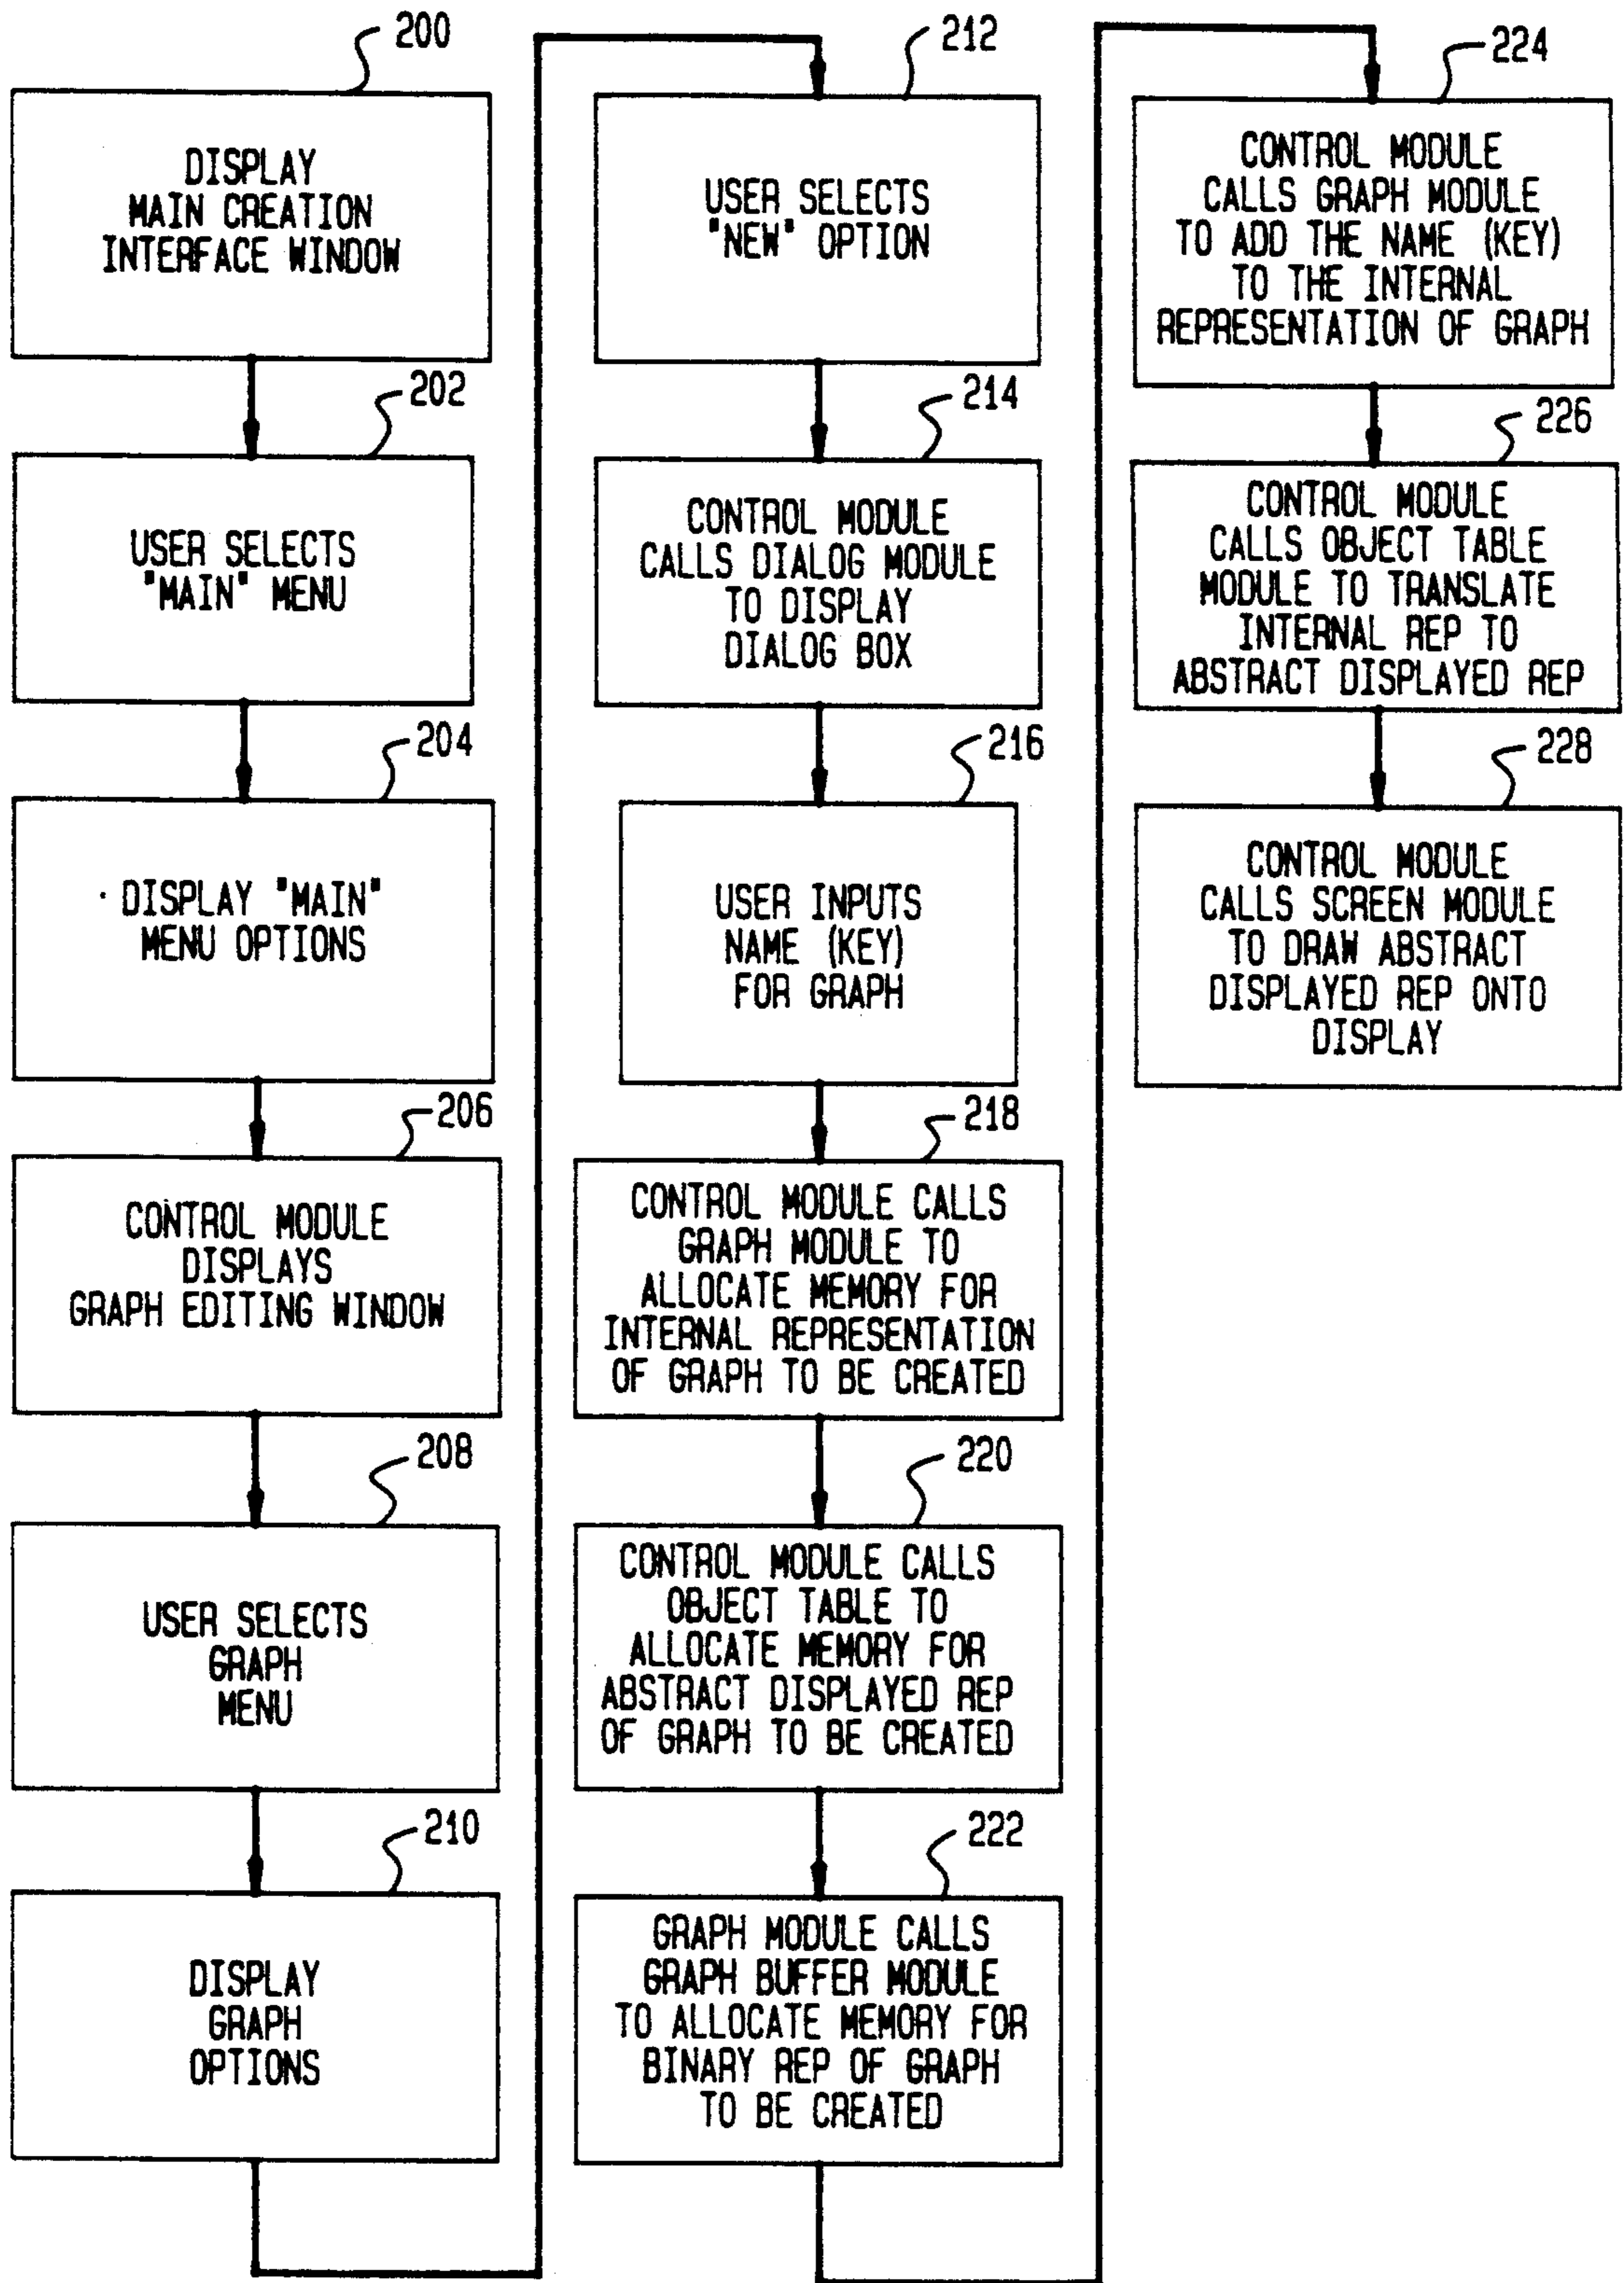 200
DISPLAY
MAIN CREATION
INTERFACE WINDOW
202
USER SELECTS
"MAIN" MENU
204
DISPLAY "MAIN"
MENU OPTIONS
206
CONTROL MODULE
DISPLAYS
GRAPH EDITING WINDOW
208
USER SELECTS
GRAPH
MENU
210
DISPLAY
GRAPH
OPTIONS
212
USER SELECTS
"NEW" OPTION
214
CONTROL MODULE
CALLS DIALOG MODULE
TO DISPLAY
DIALOG BOX
216
USER INPUTS
NAME (KEY)
FOR GRAPH
218
CONTROL MODULE CALLS
GRAPH MODULE TO
ALLOCATE MEMORY FOR
INTERNAL REPRESENTATION
OF GRAPH TO BE CREATED
220
CONTROL MODULE CALLS
OBJECT TABLE TO
ALLOCATE MEMORY FOR
ABSTRACT DISPLAYED REP
OF GRAPH TO BE CREATED
222
GRAPH MODULE CALLS
GRAPH BUFFER MODULE
TO ALLOCATE MEMORY FOR
BINARY REP OF GRAPH
TO BE CREATED
224
CONTROL MODULE
CALLS GRAPH MODULE
TO ADD THE NAME (KEY)
TO THE INTERNAL
REPRESENTATION OF GRAPH
226
CONTROL MODULE
CALLS OBJECT TABLE
MODULE TO TRANSLATE
INTERNAL REP TO
ABSTRACT DISPLAYED REP
228
CONTROL MODULE
CALLS SCREEN MODULE
TO DRAW ABSTRACT
DISPLAYED REP ONTO
DISPLAY